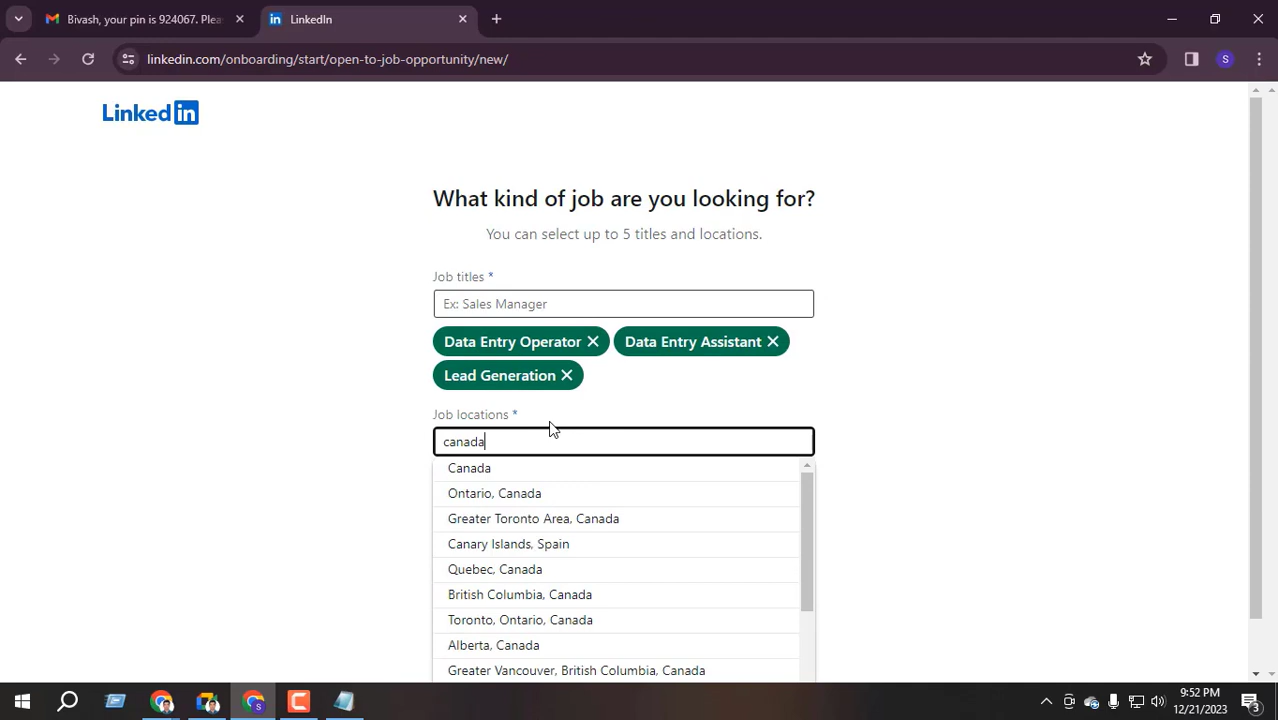 Bivash, your pin is 924067. Plea
LinkedIn
linkedin.com/onboarding/start/open-to-job-opportunity/new/
S
Linkedin
What kind of job are you looking for?
You can select up to 5 titles and locations.
Job titles *
Ex: Sales Manager
Data Entry Operator
Data Entry Assistant
Lead Generation
Job locations *
canada
Canada
Ontario, Canada
Greater Toronto Area, Canada
Canary Islands, Spain
Quebec, Canada
British Columbia, Canada
Toronto, Ontario, Canada
Alberta, Canada
Greater Vancouver, British Columbia, Canada
9:52 PM
12/21/2023
3